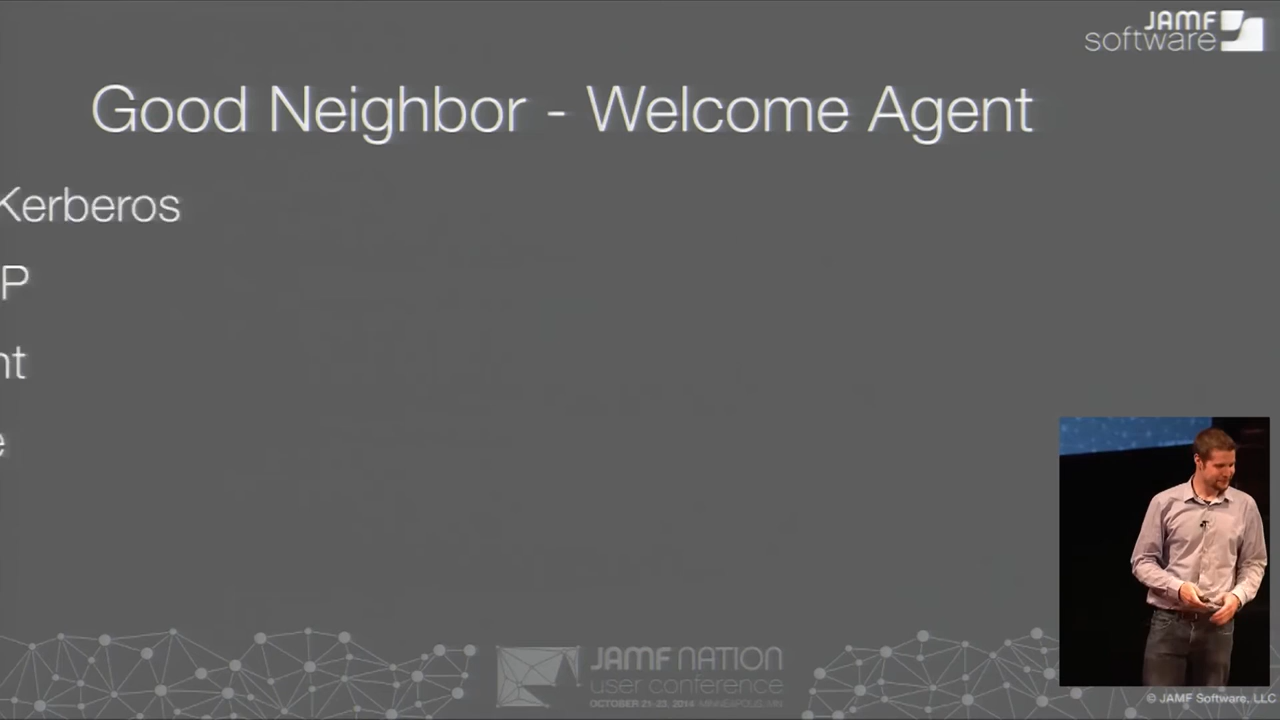 JAMF
software
Good Neighbor - Welcome Agent
Kerberos
P
nt
e
JAMF NATION
user conference
OCTOBER 21-23, 2014 MINNEAPOLIS, MN
© JAMF Software, LLC